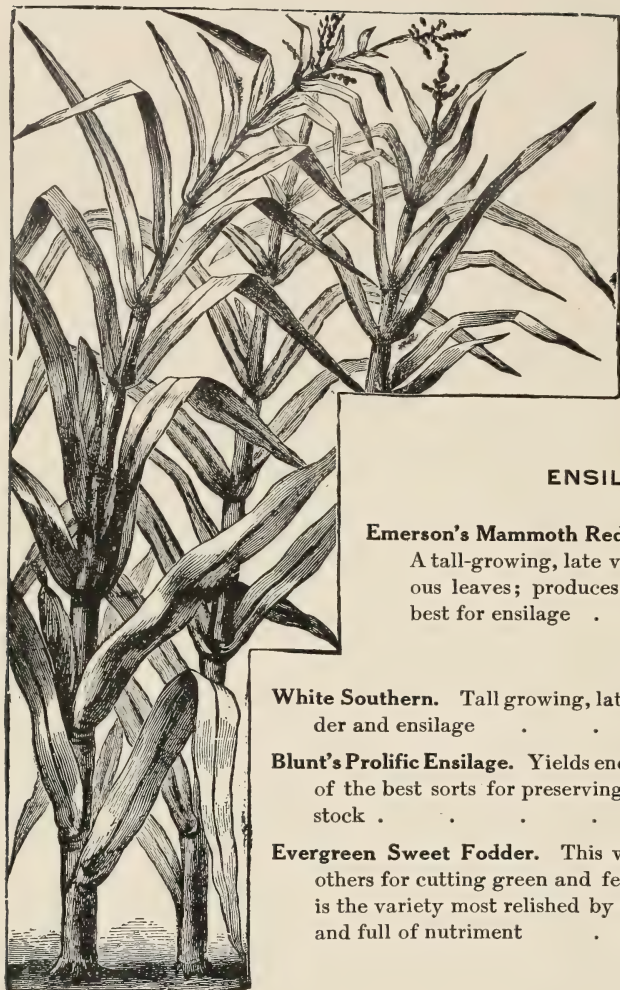 ENSIL
Emerson's Mammoth Red
A tall-growing, late v
ous leaves; produces
best for ensilage .
White Southern. Tall growing, lat
der and ensilage . .
Blunt's Prolific Ensilage. Yields eno
of the best sorts for preserving
stock . . . .
Evergreen Sweet Fodder. This v
others for cutting green and fe
is the variety most relished by
and full of nutriment .